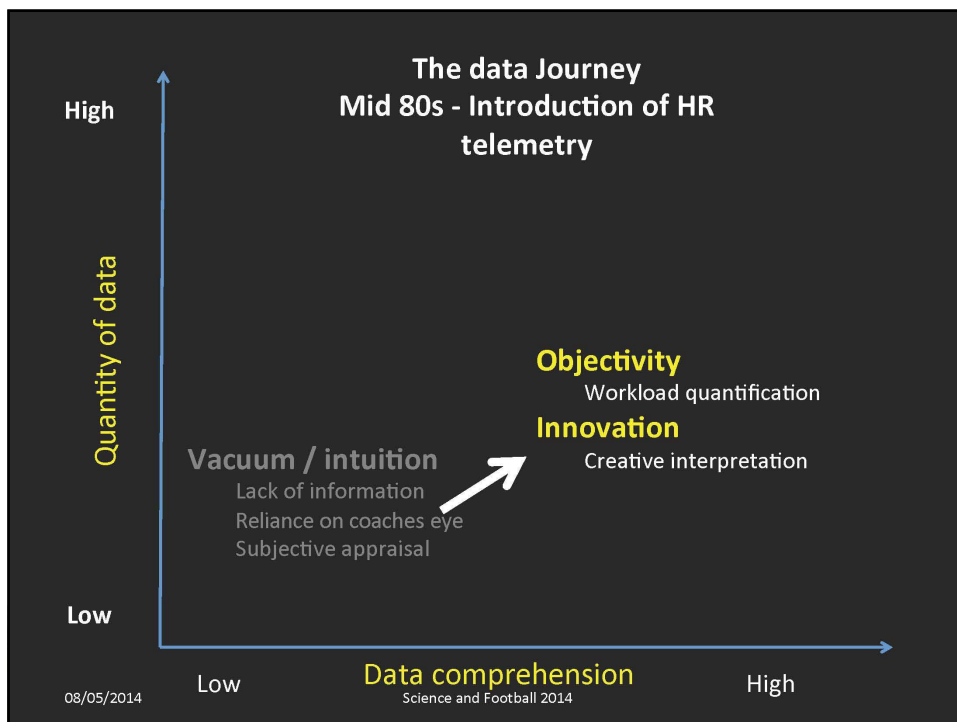 The data Journey
Mid 80s - Introduction of HR
telemetry
High
Quantity of data
Objectivity
Workload quantification
Innovation
Creative interpretation
Vacuum / intuition
Lack of information
Reliance on coaches eye
Subjective appraisal
Low
Low
Data comprehension
High
08/05/2014
Science and Football 2014